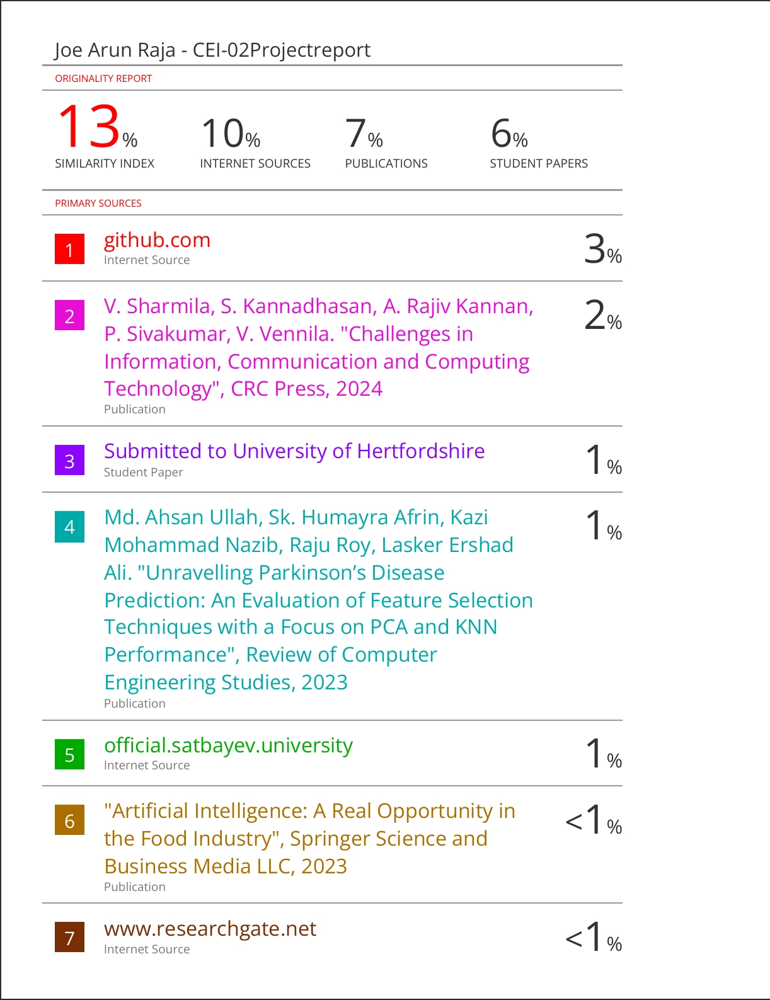 Joe Arun Raja - CEI-02Projectreport
ORIGINALITY REPORT
13% 10% 7% 6%
SIMILARITY INDEX INTERNET SOURCES PUBLICATIONS STUDENT PAPERS
PRIMARY SOURCES
1 github.com 3%
Internet Source
2 V. Sharmila, S. Kannadhasan, A. Rajiv Kannan, 2%
P. Sivakumar, V. Vennila. "Challenges in
Information, Communication and Computing
Technology", CRC Press, 2024
Publication
3 Submitted to University of Hertfordshire 1%
Student Paper
4 Md. Ahsan Ullah, Sk. Humayra Afrin, Kazi 1%
Mohammad Nazib, Raju Roy, Lasker Ershad
Ali. "Unravelling Parkinson’s Disease
Prediction: An Evaluation of Feature Selection
Techniques with a Focus on PCA and KNN
Performance", Review of Computer
Engineering Studies, 2023
Publication
5 official.satbayev.university 1%
Internet Source
6 "Artificial Intelligence: A Real Opportunity in <1%
the Food Industry", Springer Science and
Business Media LLC, 2023
Publication
7 www.researchgate.net <1%
Internet Source